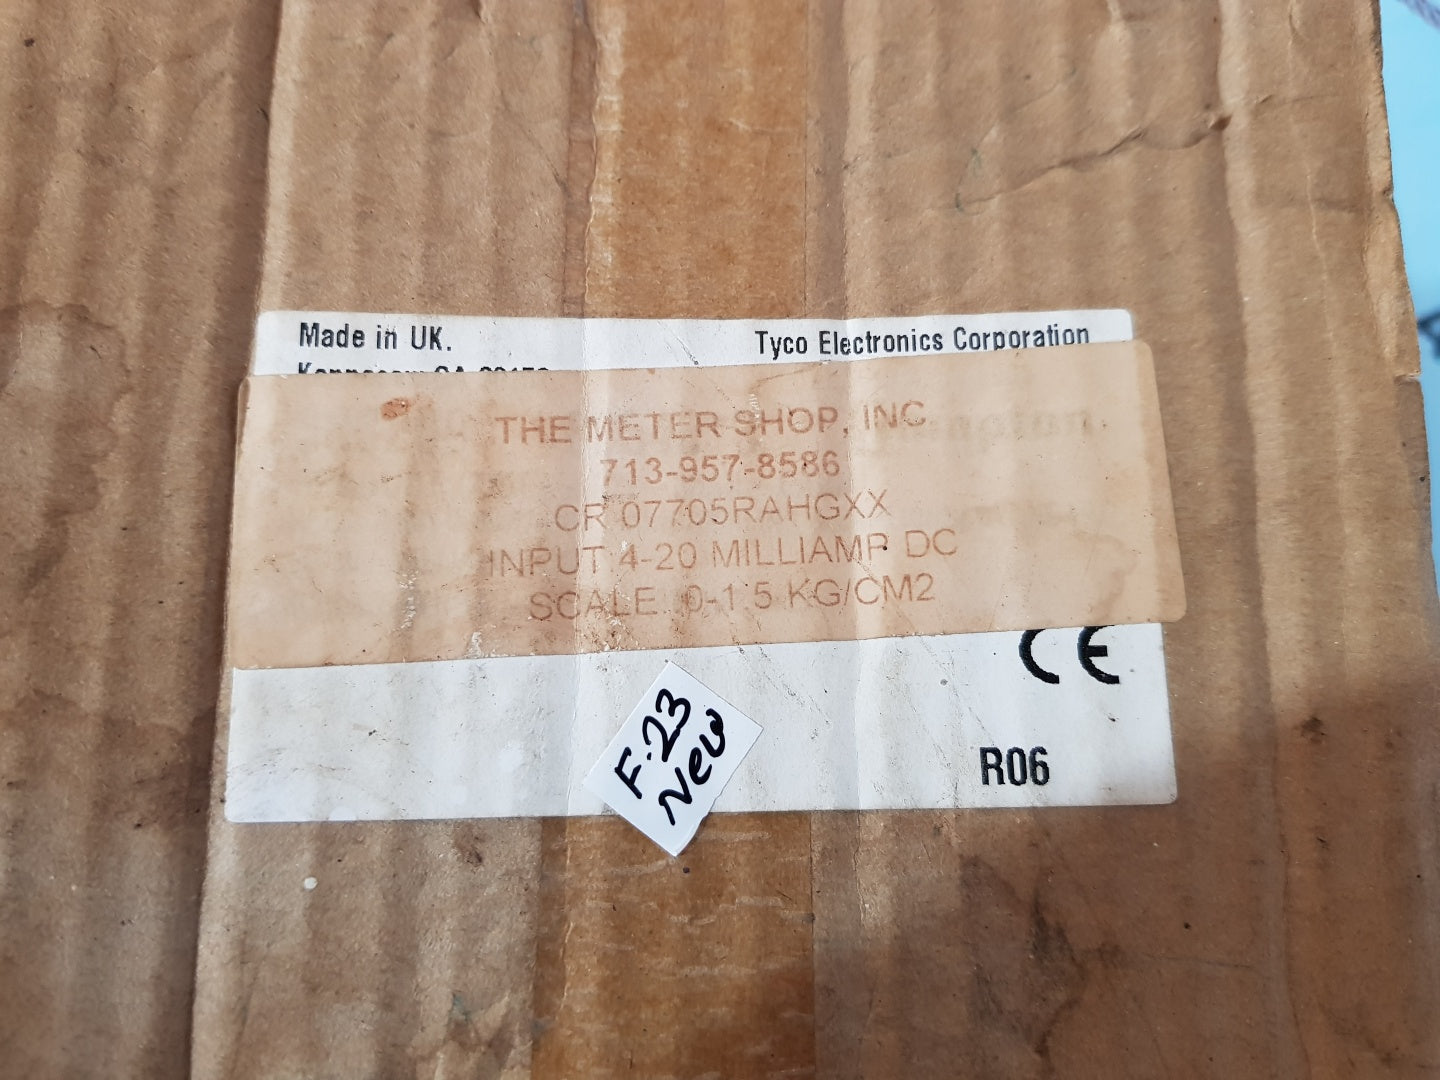 Made in UK.
Tyco Electronics Corporation
THE METER SHOP, INC
713-957-8586
CR 07705RAHGXX
INPUT 4-20 MILLIAMP DC
SCALE 0-1.5 KG/CM2
CE
R06
F.23
New